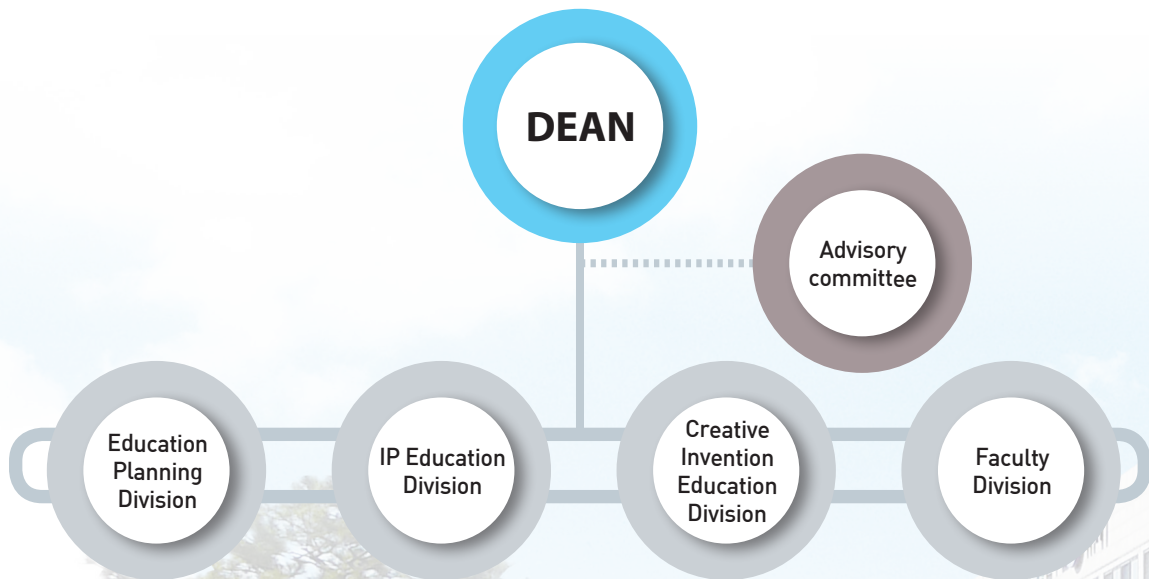 DEAN
Advisory
committee
Education
Planning
Division
IP Education
Division
Creative
Invention
Education
Division
Faculty
Division